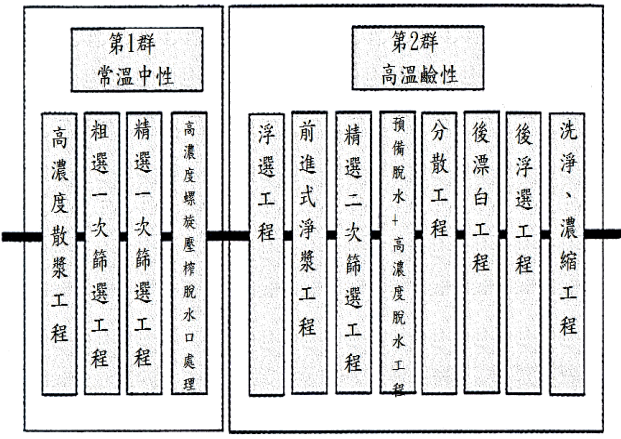 第1群
常溫中性
高濃度散漿工程
粗選一次篩選工程
精選一次篩選工程
高濃度螺旋壓榨脫水口處理
第2群
高溫鹼性
浮選工程
前進式淨漿工程
精選二次篩選工程
預備脫水+高濃度脫水工程
分散工程
後漂白工程
後浮選工程
洗淨、濃縮工程